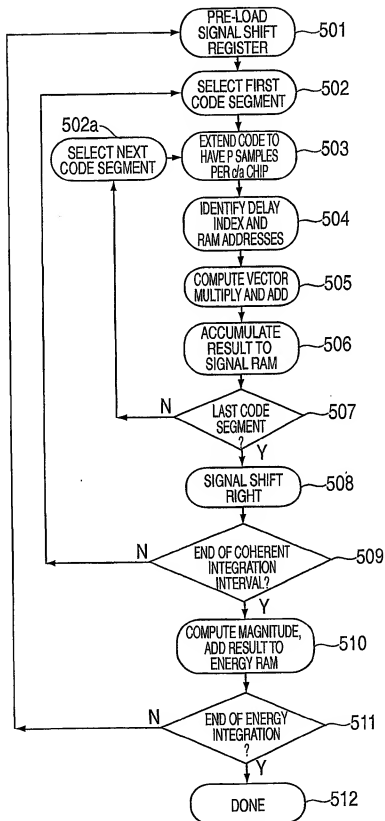 PRE-LOAD
SIGNAL SHIFT
REGISTER
501
SELECT FIRST
CODE SEGMENT
502
502a
SELECT NEXT
CODE SEGMENT
EXTEND CODE TO
HAVE P SAMPLES
PER c/a CHIP
503
IDENTIFY DELAY
INDEX AND
RAM ADDRESSES
504
COMPUTE VECTOR
MULTIPLY AND ADD
505
ACCUMULATE
RESULT TO
SIGNAL RAM
506
N
LAST CODE
SEGMENT
?
507
Y
SIGNAL SHIFT
RIGHT
508
N
END OF COHERENT
INTEGRATION
INTERVAL?
509
Y
COMPUTE MAGNITUDE,
ADD RESULT TO
ENERGY RAM
510
N
END OF ENERGY
INTEGRATION
?
511
Y
DONE
512